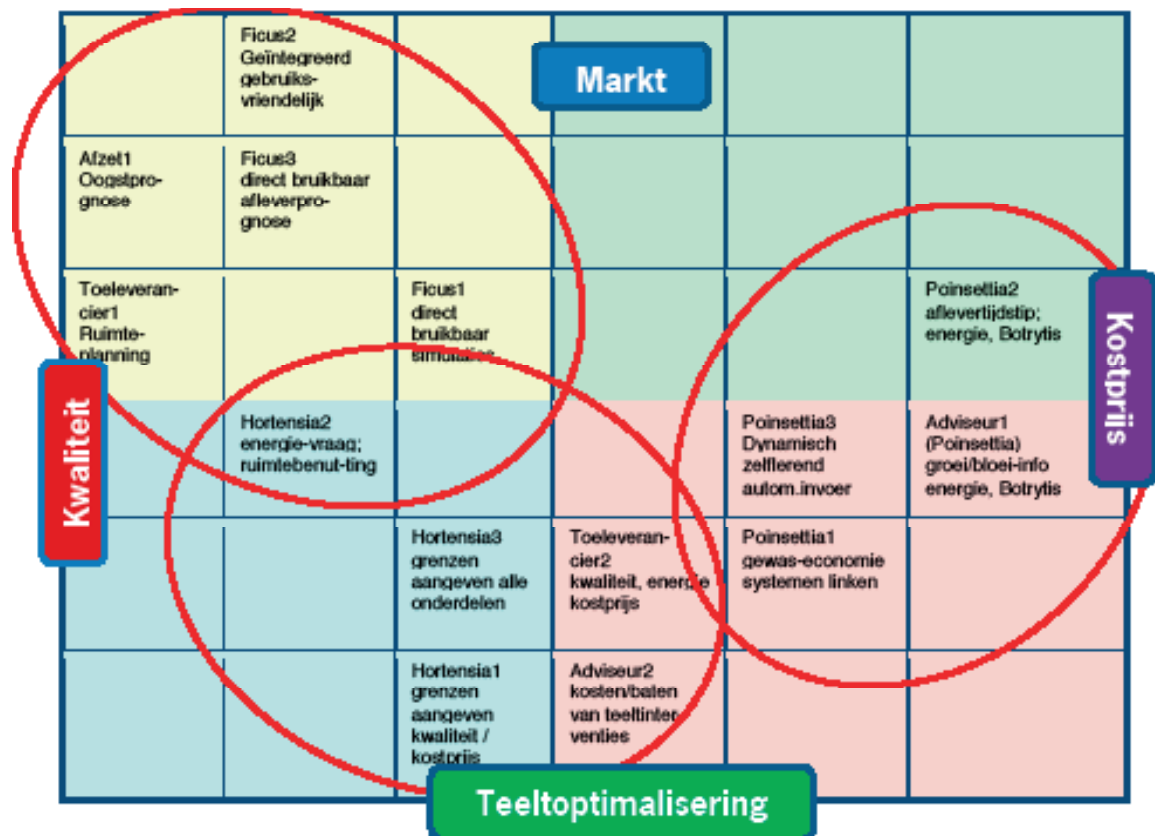 Ficus2
Geïntegreerd
gebruiks-
vriendelijk
Markt
Afzet1
Oogstpro-
gnose
Ficus3
direct bruikbaar
afleverpro-
gnose
Toeleveran-
cier1
Ruimte-
planning
Ficus1
direct
bruikbaar
simulaties
Poinsettia2
aflevertijdstip;
energie, Botrytis
Kostprijs
Kwaliteit
Hortensia2
energie-vraag;
ruimtebenut-ting
Poinsettia3
Dynamisch
zelflerend
autom.invoer
Adviseur1
(Poinsettia)
groei/bloei-info
energie, Botrytis
Hortensia3
grenzen
aangeven alle
onderdelen
Toeleveran-
cier2
kwaliteit, energie
kostprijs
Poinsettia1
gewas-economie
systemen linken
Hortensia1
grenzen
aangeven
kwaliteit /
kostprijs
Adviseur2
kosten/baten
van teeltinter
venties
Teeltoptimalisering